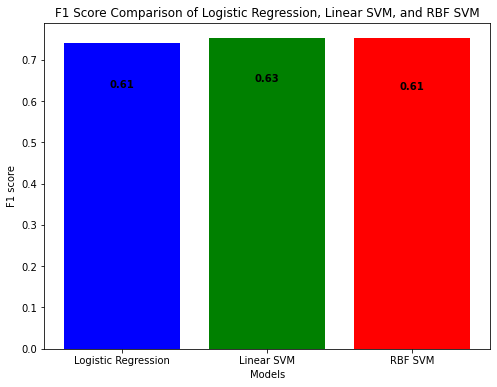 F1 Score Comparison of Logistic Regression, Linear SVM, and RBF SVM
0.7
0.6
0.5
0.4
0.3
0.2
0.1
0.0
F1 score
0.61
0.63
0.61
Logistic Regression
Linear SVM
RBF SVM
Models